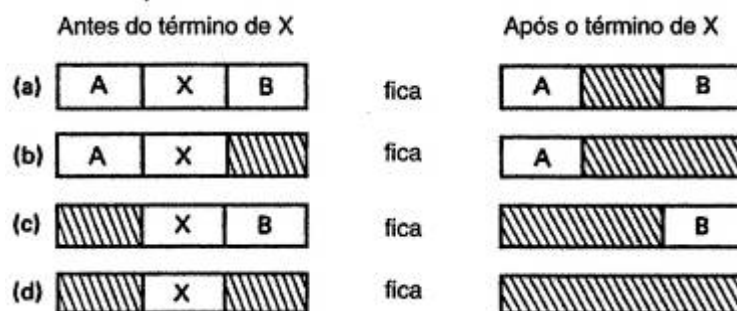 Antes do término de X Após o término de X
(a) A X B fica A B
(b) A X fica A
(c) X B fica B
(d) X fica